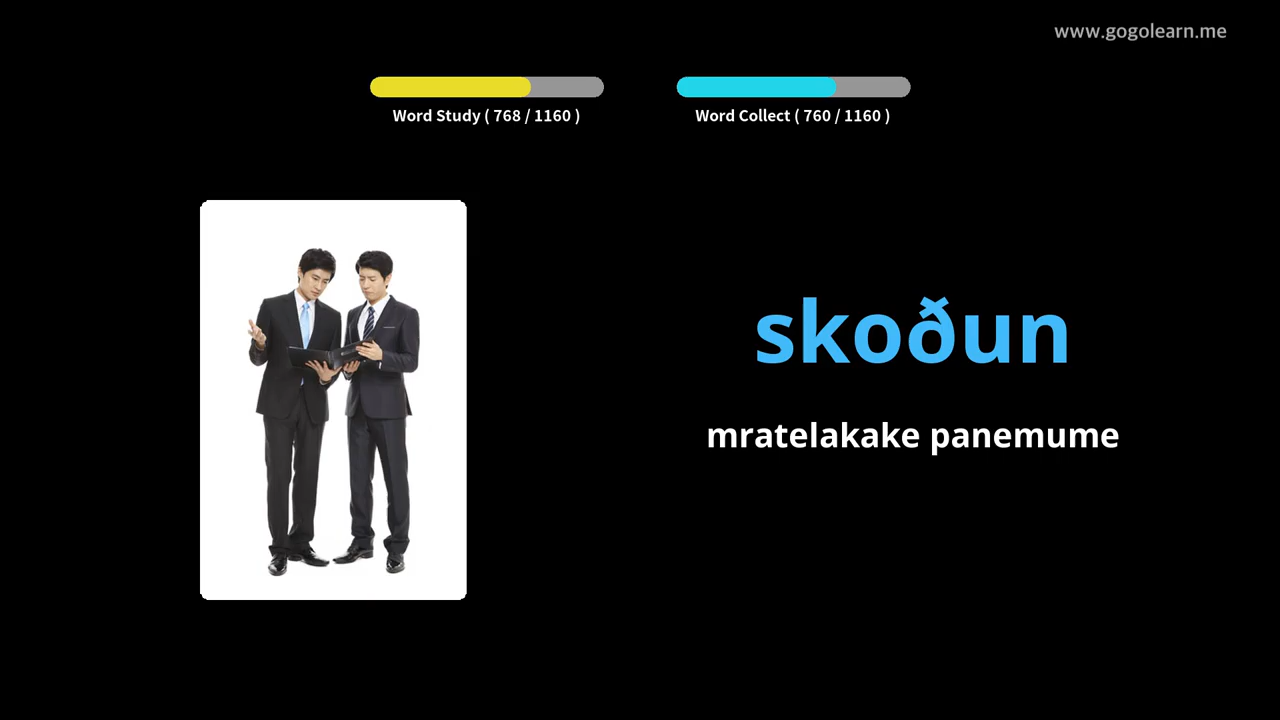 www.gogolearn.me
Word Study ( 768 / 1160 )
Word Collect ( 760 / 1160 )
skoðun
mratelakake panemume